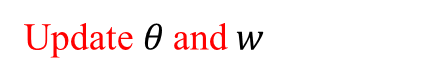 Update θ and w